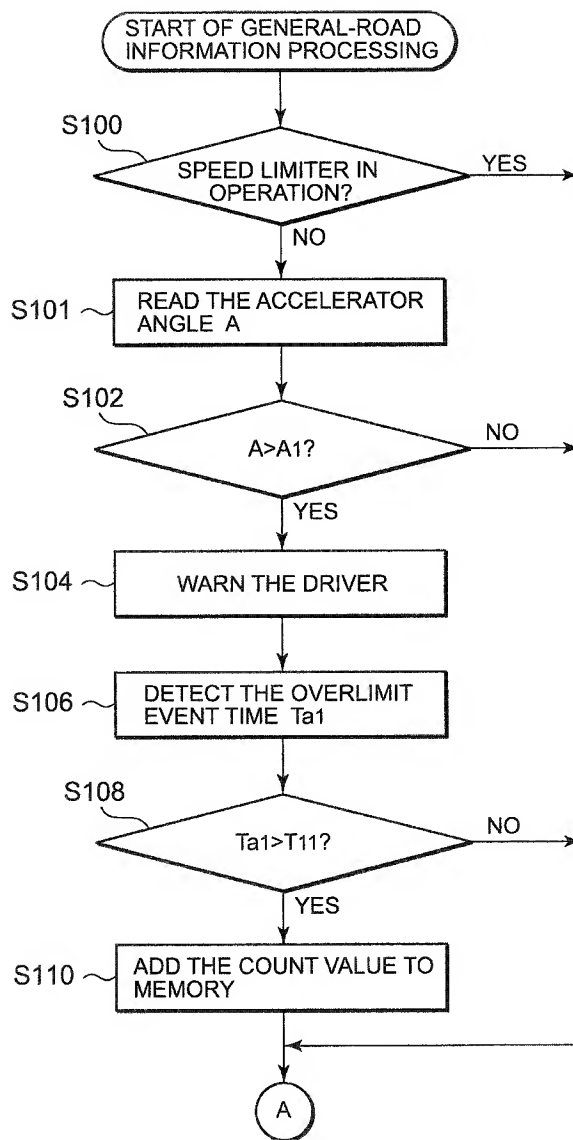 START OF GENERAL-ROAD
INFORMATION PROCESSING
S100
SPEED LIMITER IN
OPERATION?
YES
NO
S101
READ THE ACCELERATOR
ANGLE A
S102
A>A1?
NO
YES
S104
WARN THE DRIVER
S106
DETECT THE OVERLIMIT
EVENT TIME Ta1
S108
Ta1>T11?
NO
YES
S110
ADD THE COUNT VALUE TO
MEMORY
A